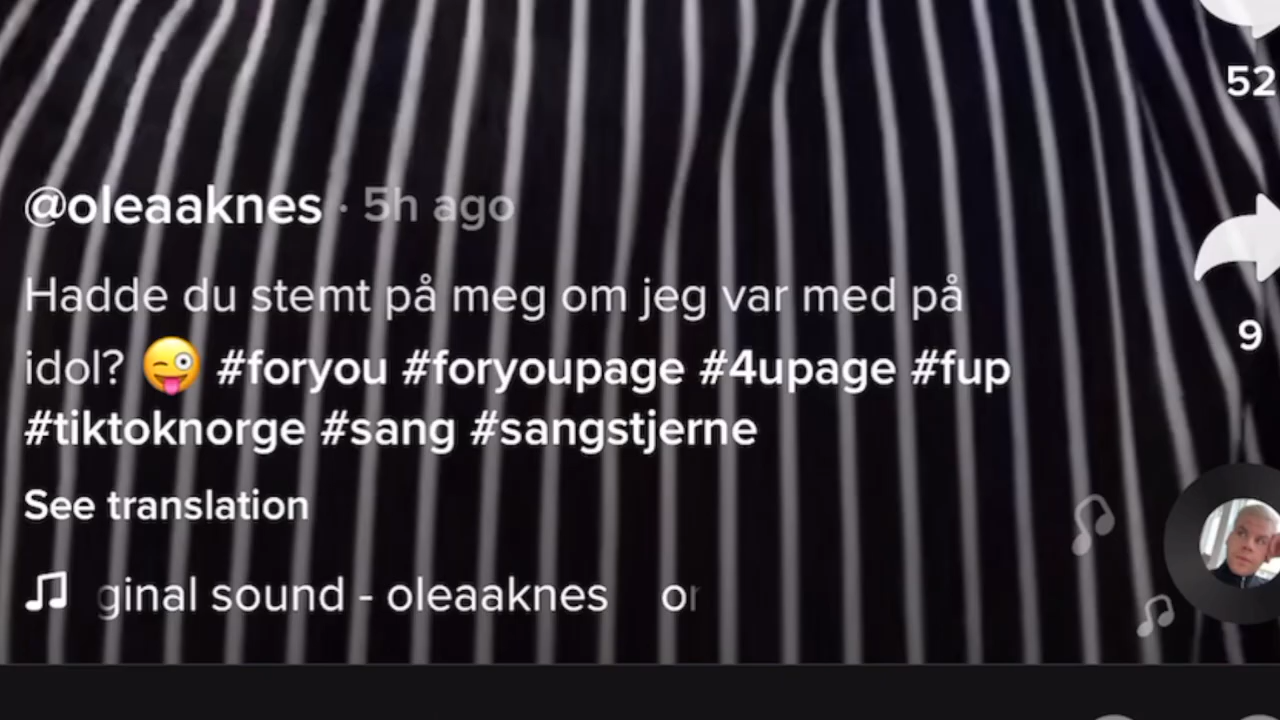 52
@oleaaknes · 5h ago
Hadde du stemt på meg om jeg var med på
idol? 😜 #foryou #foryoupage #4upage #fup
9
#tiktoknorge #sang #sangstjerne
See translation
ginal sound - oleaaknes or